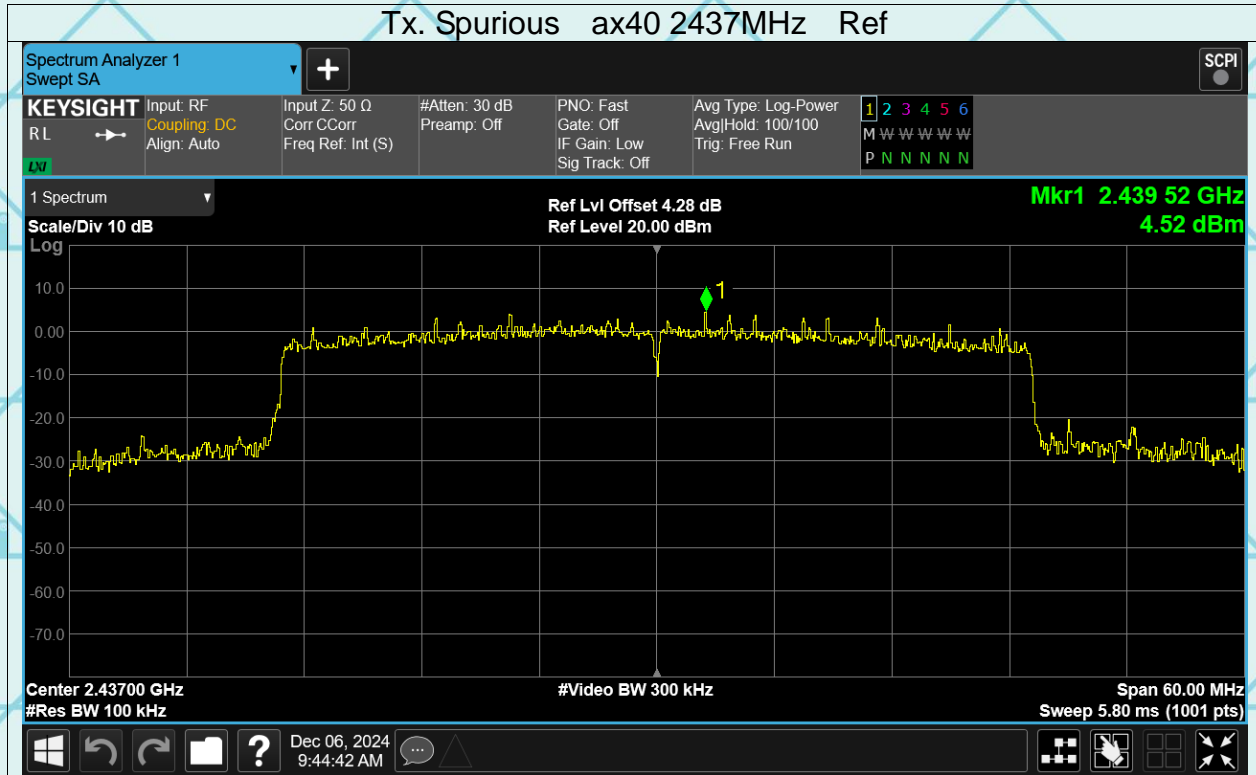 Tx. Spurious ax40 2437MHz Ref
Spectrum Analyzer 1
Swept SA
+
SCPI
KEYSIGHT
R L
LXI
Input: RF
Coupling: DC
Align: Auto
Input Z: 50 Ω
Corr CCorr
Freq Ref: Int (S)
#Atten: 30 dB
Preamp: Off
PNO: Fast
Gate: Off
IF Gain: Low
Sig Track: Off
Avg Type: Log-Power
Avg|Hold: 100/100
Trig: Free Run
1 2 3 4 5 6
M W W W W W
P N N N N N
1 Spectrum
Scale/Div 10 dB
Ref Lvl Offset 4.28 dB
Ref Level 20.00 dBm
Mkr1 2.439 52 GHz
4.52 dBm
Log
10.0
0.00
-10.0
-20.0
-30.0
-40.0
-50.0
-60.0
-70.0
1
Center 2.43700 GHz
#Res BW 100 kHz
#Video BW 300 kHz
Span 60.00 MHz
Sweep 5.80 ms (1001 pts)
?
Dec 06, 2024
9:44:42 AM